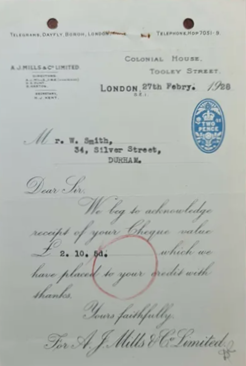 TELEGRAMS, DAFFLY, BOROH, LONDON.
TELEPHONE, HOP 7051-5.
COLONIAL HOUSE,
TOOLEY STREET.
A. J. MILLS & Cº LIMITED.
LONDON 27th Febry. 1928
TWO
PENCE
Mr. W. Smith,
34, Silver Street,
DURHAM.
Dear Sir,
We beg to acknowledge
receipt of your Cheque value
£ 2. 10. 8d. which we
have placed to your credit with
thanks.
Yours faithfully.
For A. J. Mills & Cº Limited.